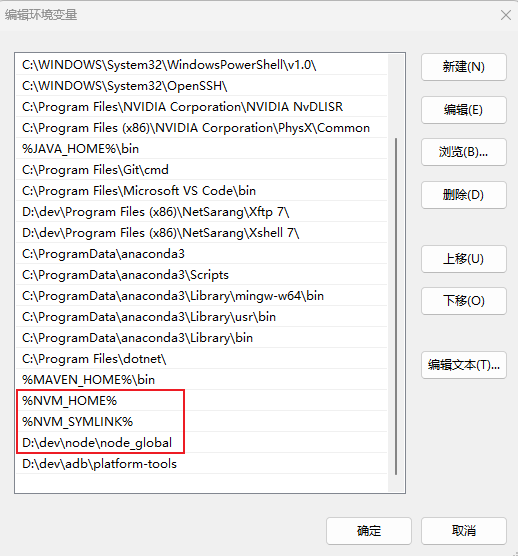 编辑环境变量
C:\WINDOWS\System32\WindowsPowerShell\v1.0\
C:\WINDOWS\System32\OpenSSH\
C:\Program Files\NVIDIA Corporation\NVIDIA NvDLISR
C:\Program Files (x86)\NVIDIA Corporation\PhysX\Common
%JAVA_HOME%\bin
C:\Program Files\Git\cmd
C:\Program Files\Microsoft VS Code\bin
D:\dev\Program Files (x86)\NetSarang\Xftp 7\
D:\dev\Program Files (x86)\NetSarang\Xshell 7\
C:\ProgramData\anaconda3
C:\ProgramData\anaconda3\Scripts
C:\ProgramData\anaconda3\Library\mingw-w64\bin
C:\ProgramData\anaconda3\Library\usr\bin
C:\ProgramData\anaconda3\Library\bin
C:\Program Files\dotnet\
%MAVEN_HOME%\bin
%NVM_HOME%
%NVM_SYMLINK%
D:\dev\node\node_global
D:\dev\adb\platform-tools
新建(N)
编辑(E)
浏览(B)...
删除(D)
上移(U)
下移(O)
编辑文本(T)...
确定
取消